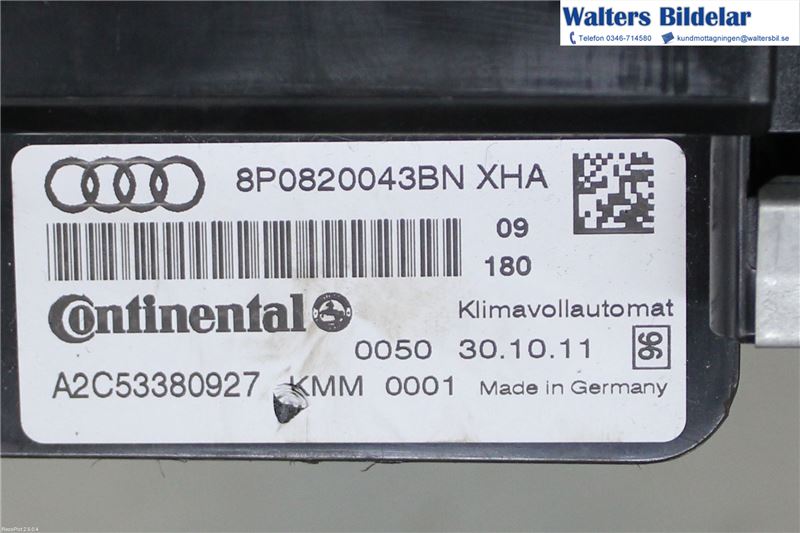 Walters Bildelar
Telefon 0346-714580 kundmottagningen@waltersbil.se
8P0820043BN XHA
09
180
Continental
Klimavollautomat
0050 30.10.11 96
A2C53380927 KMM 0001 Made in Germany